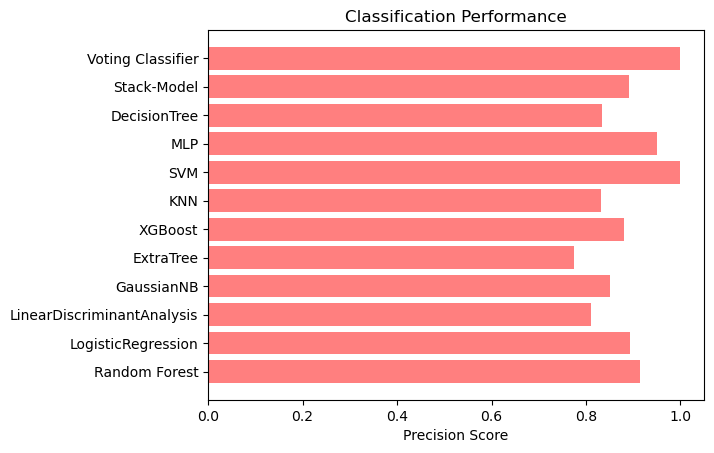 Classification Performance
Voting Classifier
Stack-Model
DecisionTree
MLP
SVM
KNN
XGBoost
ExtraTree
GaussianNB
LinearDiscriminantAnalysis
LogisticRegression
Random Forest
0.0 0.2 0.4 0.6 0.8 1.0
Precision Score